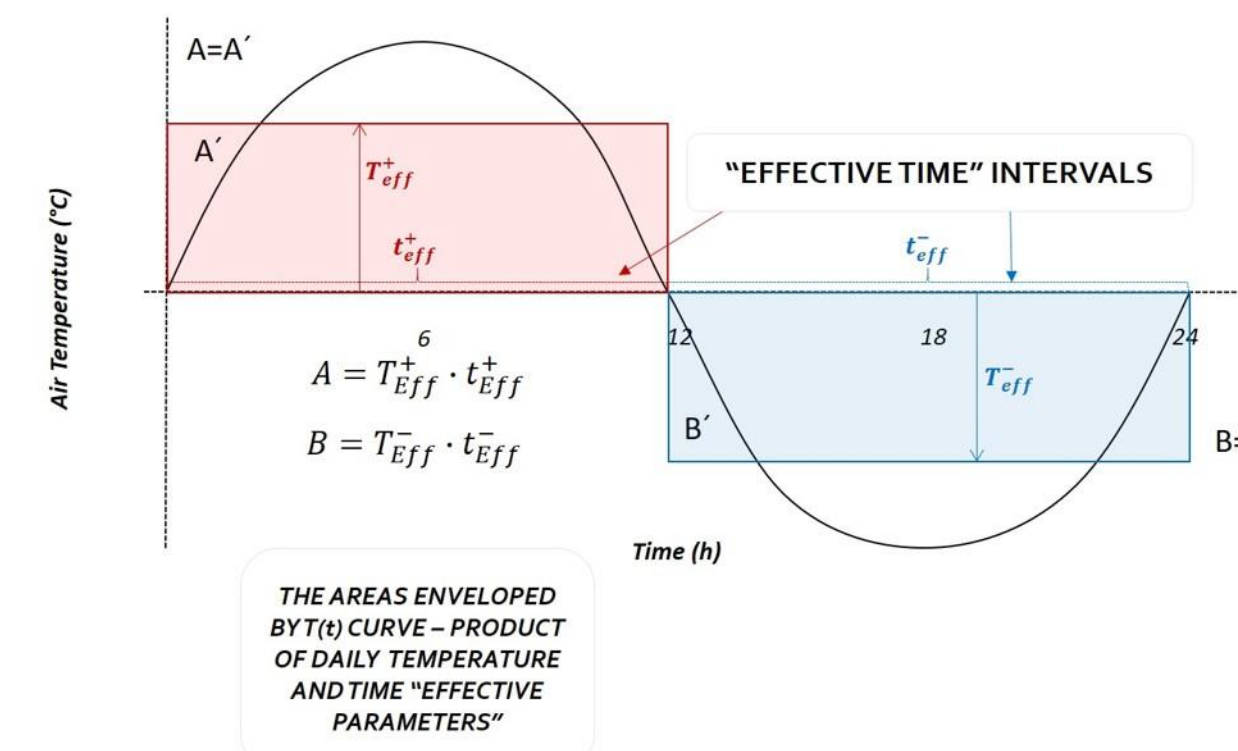 A=A´
A´
T⁺eff
"EFFECTIVE TIME" INTERVALS
t⁺eff
t⁻eff
Air Temperature (°C)
6
12
18
24
A = T⁺Eff · t⁺Eff
T⁻eff
B´
B = T⁻Eff · t⁻Eff
B=
Time (h)
THE AREAS ENVELOPED
BY T(t) CURVE – PRODUCT
OF DAILY TEMPERATURE
AND TIME "EFFECTIVE
PARAMETERS"